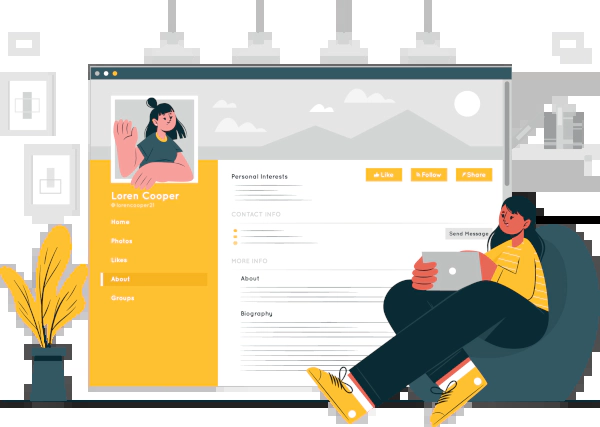 Loren Cooper
@lorencooper01
Home
Photos
Likes
About
Groups
Personal Interests
Like
Follow
Share
CONTACT INFO
Send Message
MORE INFO
About
Biography